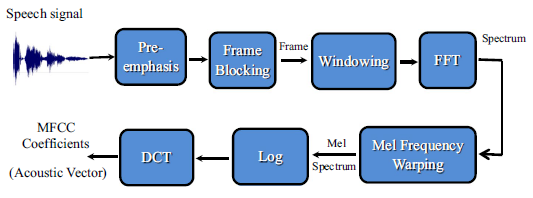 Speech signal
Pre-
emphasis
Frame
Blocking
Frame
Windowing
FFT
Spectrum
Mel Frequency
Warping
Mel
Spectrum
Log
DCT
MFCC
Coefficients
(Acoustic Vector)